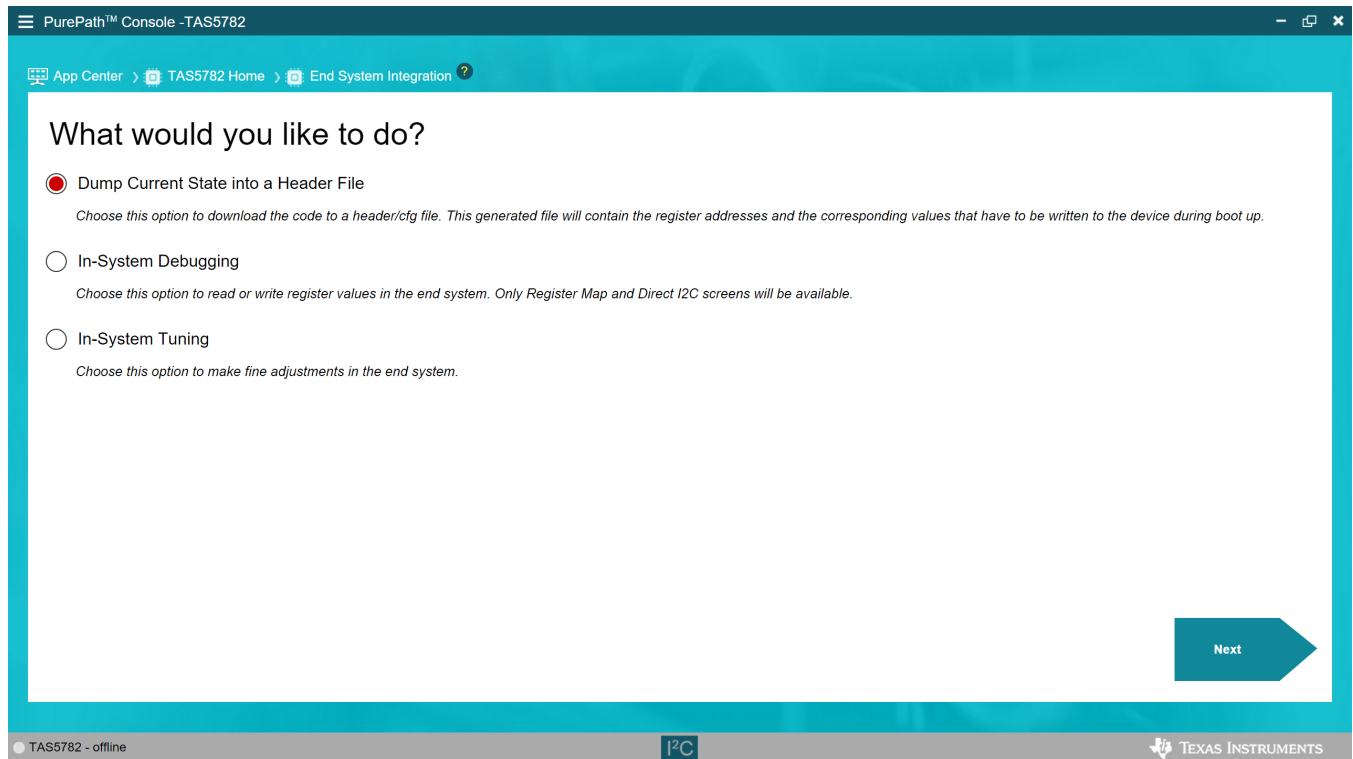 PurePath™ Console -TAS5782
App Center > TAS5782 Home > End System Integration ?
What would you like to do?
Dump Current State into a Header File
Choose this option to download the code to a header/cfg file. This generated file will contain the register addresses and the corresponding values that have to be written to the device during boot up.
In-System Debugging
Choose this option to read or write register values in the end system. Only Register Map and Direct I2C screens will be available.
In-System Tuning
Choose this option to make fine adjustments in the end system.
Next
TAS5782 - offline
I²C
TEXAS INSTRUMENTS